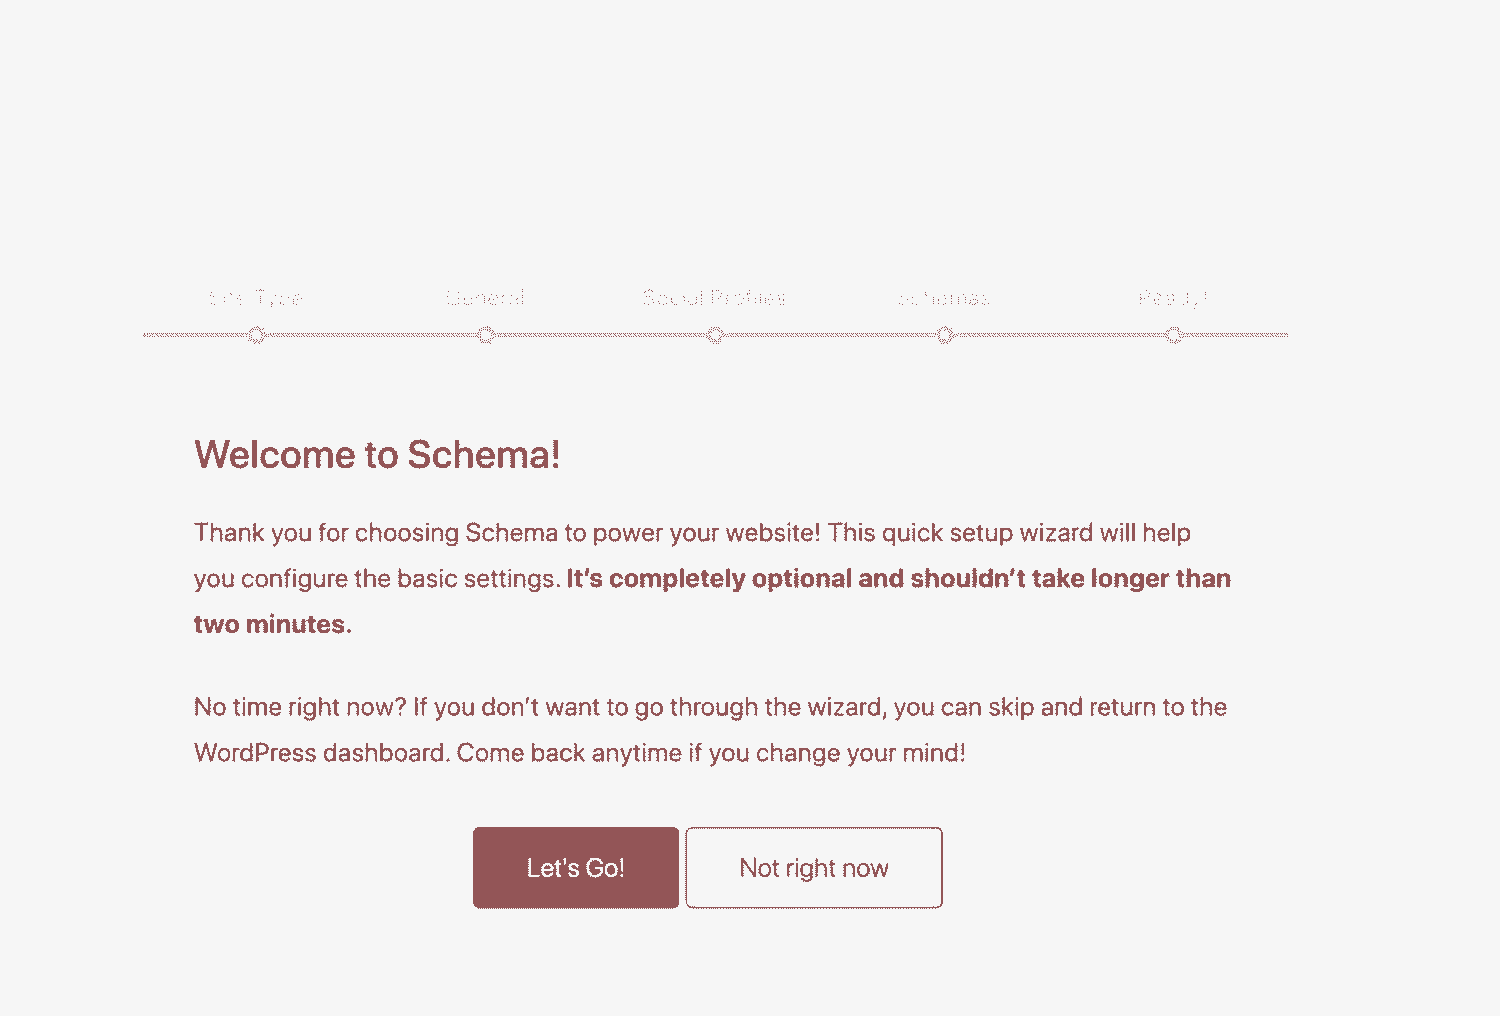 Site Type General Social Profiles Schemas Ready!
Welcome to Schema!
Thank you for choosing Schema to power your website! This quick setup wizard will help
you configure the basic settings. It's completely optional and shouldn't take longer than
two minutes.
No time right now? If you don't want to go through the wizard, you can skip and return to the
WordPress dashboard. Come back anytime if you change your mind!
Let's Go! Not right now